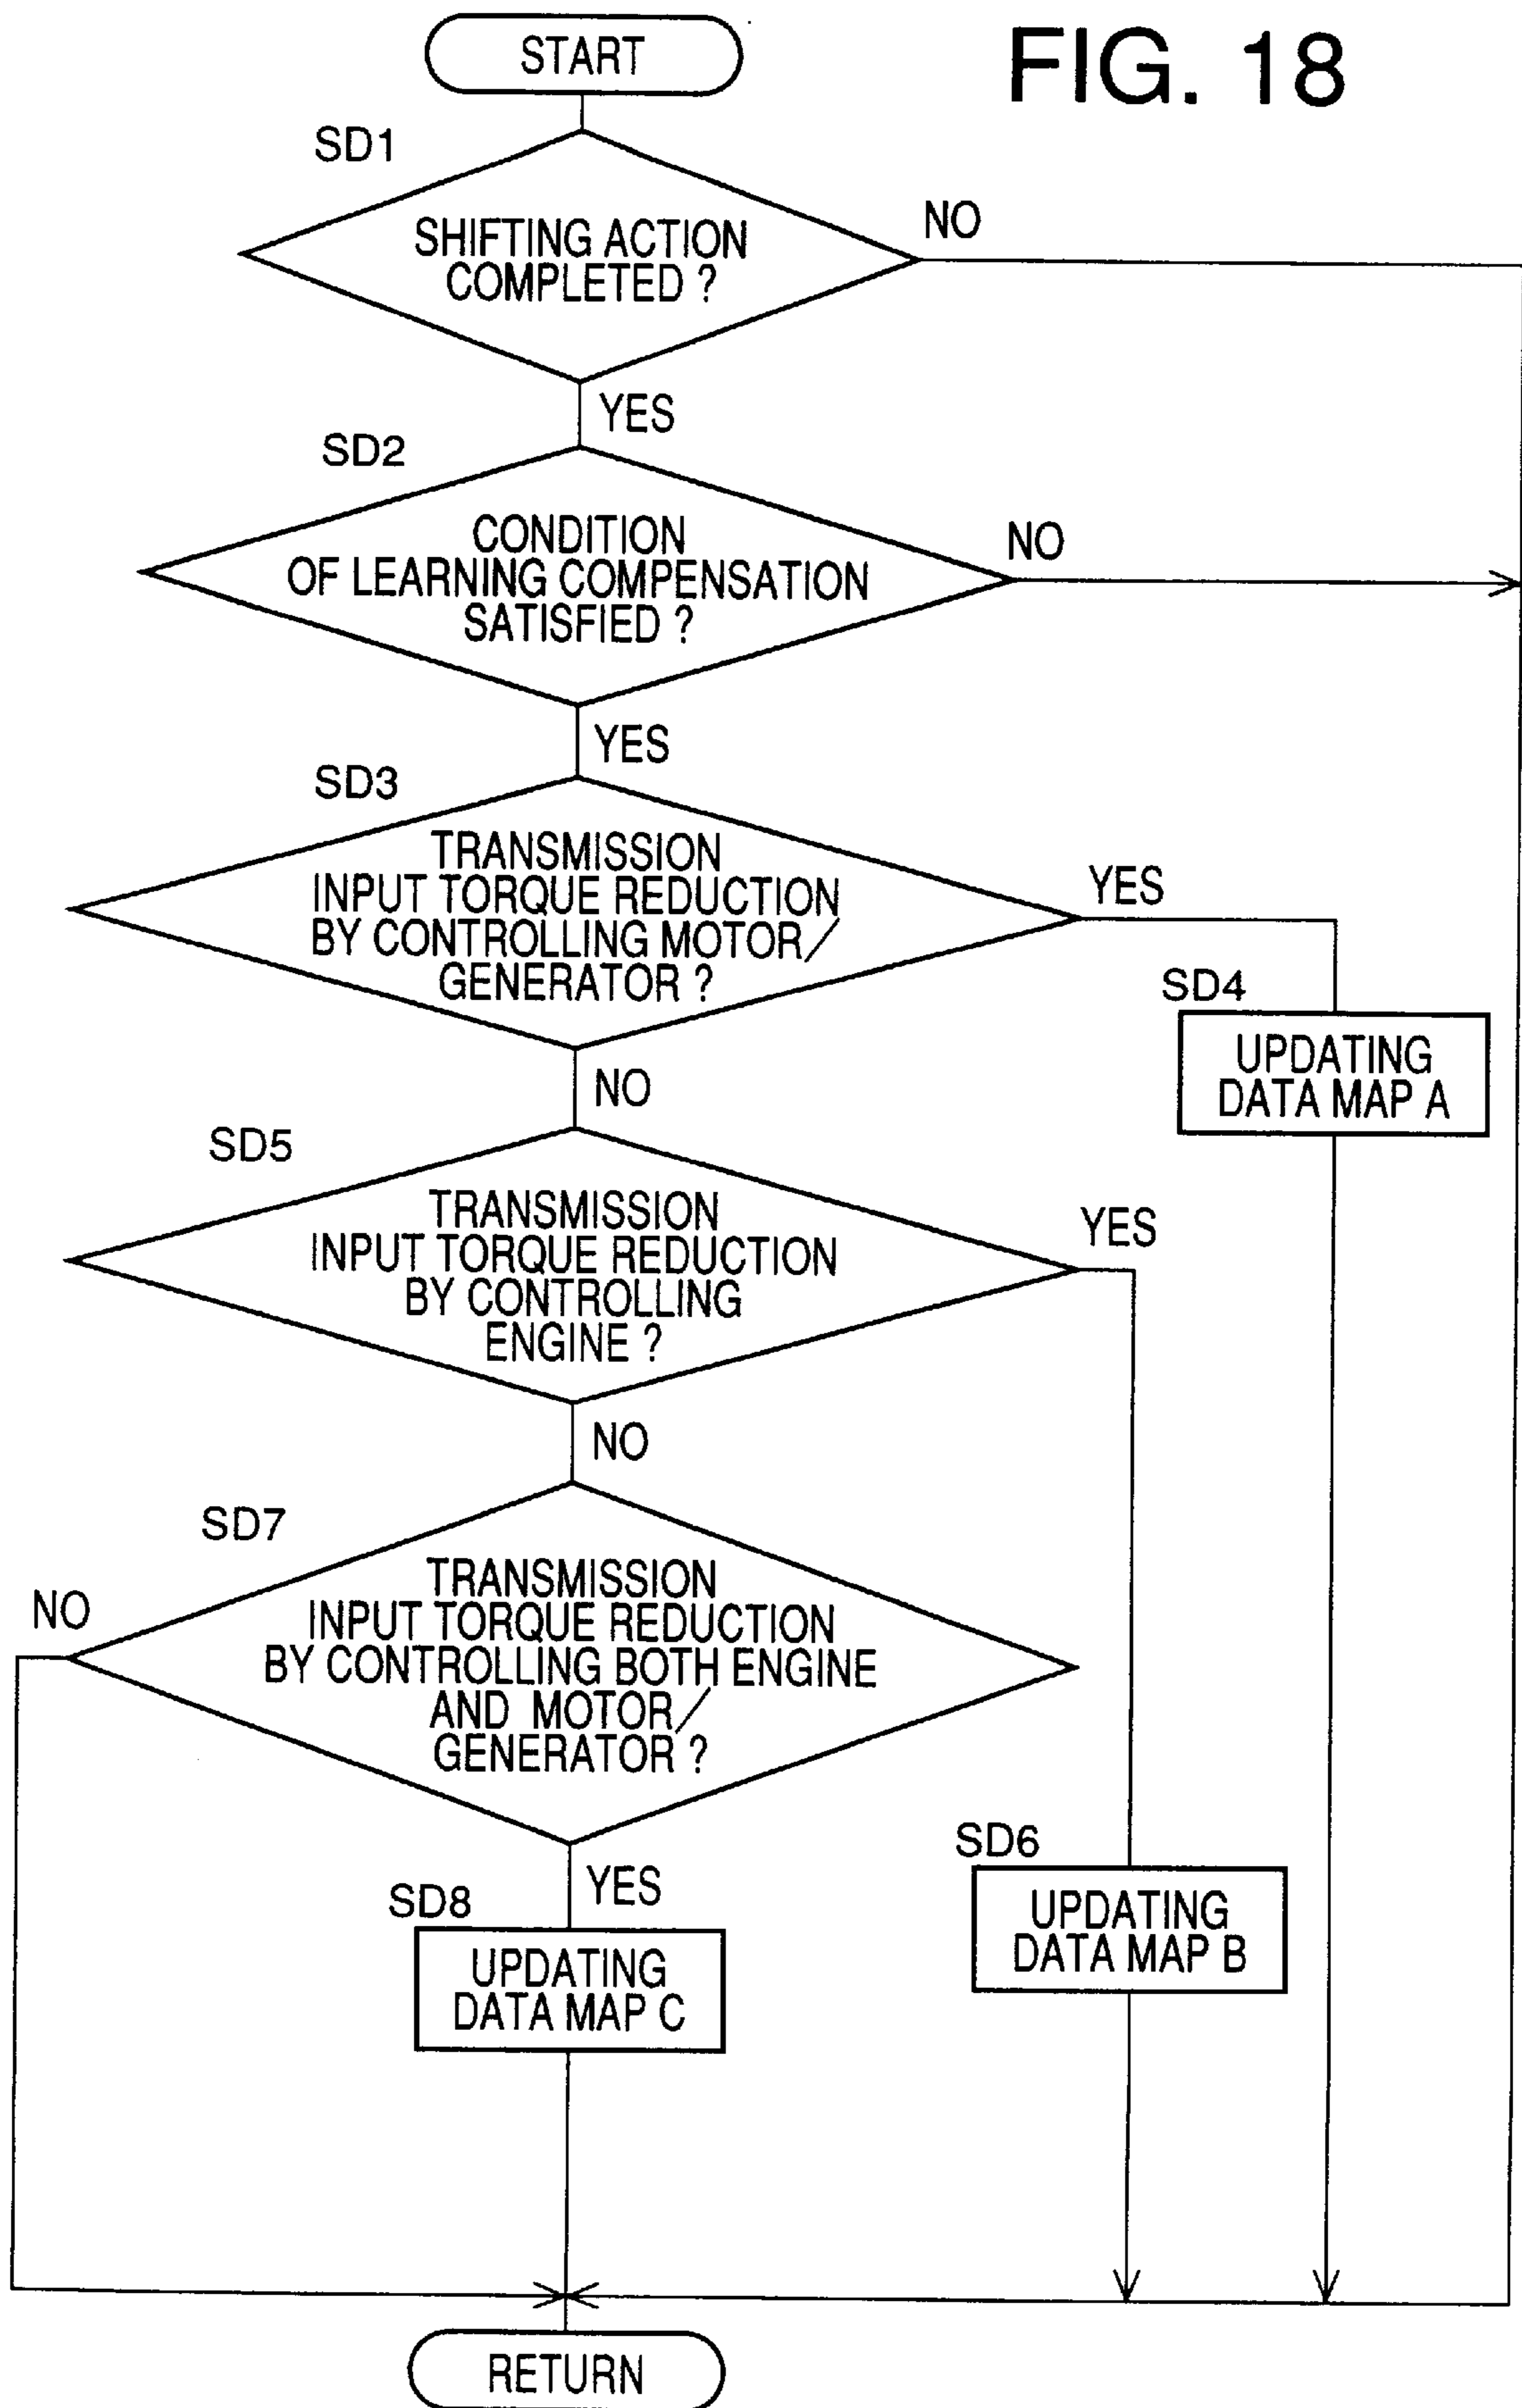 START
FIG. 18
SD1
SHIFTING ACTION
COMPLETED ?
NO
YES
SD2
CONDITION
OF LEARNING COMPENSATION
SATISFIED ?
NO
YES
SD3
TRANSMISSION
INPUT TORQUE REDUCTION
BY CONTROLLING MOTOR/
GENERATOR ?
YES
SD4
UPDATING
DATA MAP A
NO
SD5
TRANSMISSION
INPUT TORQUE REDUCTION
BY CONTROLLING
ENGINE ?
YES
NO
SD7
TRANSMISSION
INPUT TORQUE REDUCTION
BY CONTROLLING BOTH ENGINE
AND MOTOR/
GENERATOR ?
NO
SD6
UPDATING
DATA MAP B
YES
SD8
UPDATING
DATA MAP C
RETURN